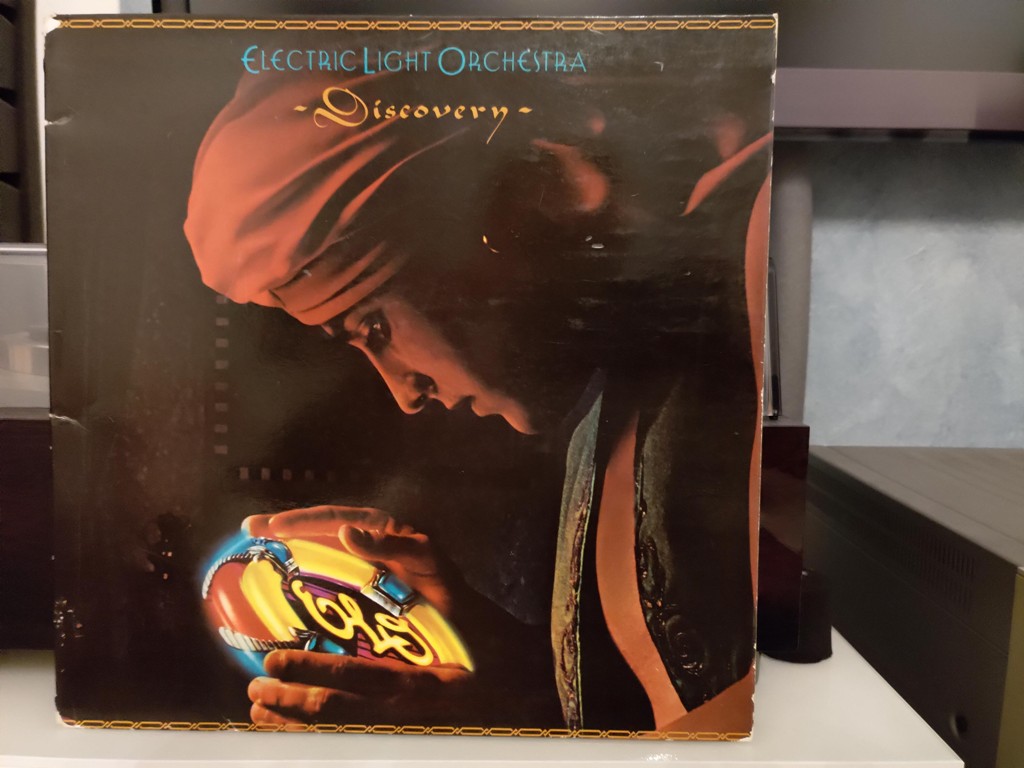 ELECTRIC LIGHT ORCHESTRA
-Discovery-
ELO